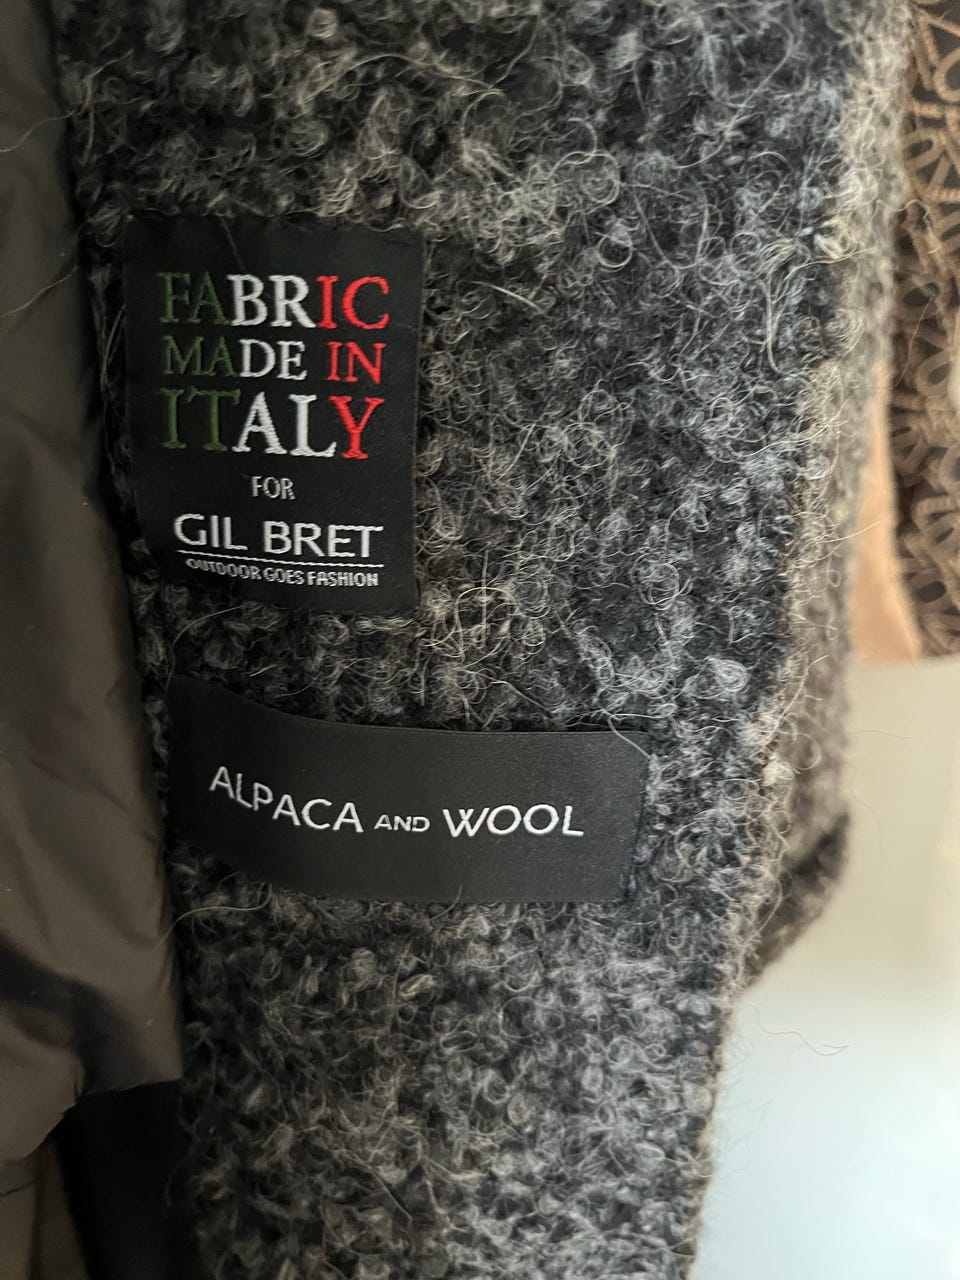 FABRIC
MADE IN
ITALY
FOR
GIL BRET
OUTDOOR GOES FASHION
ALPACA AND WOOL